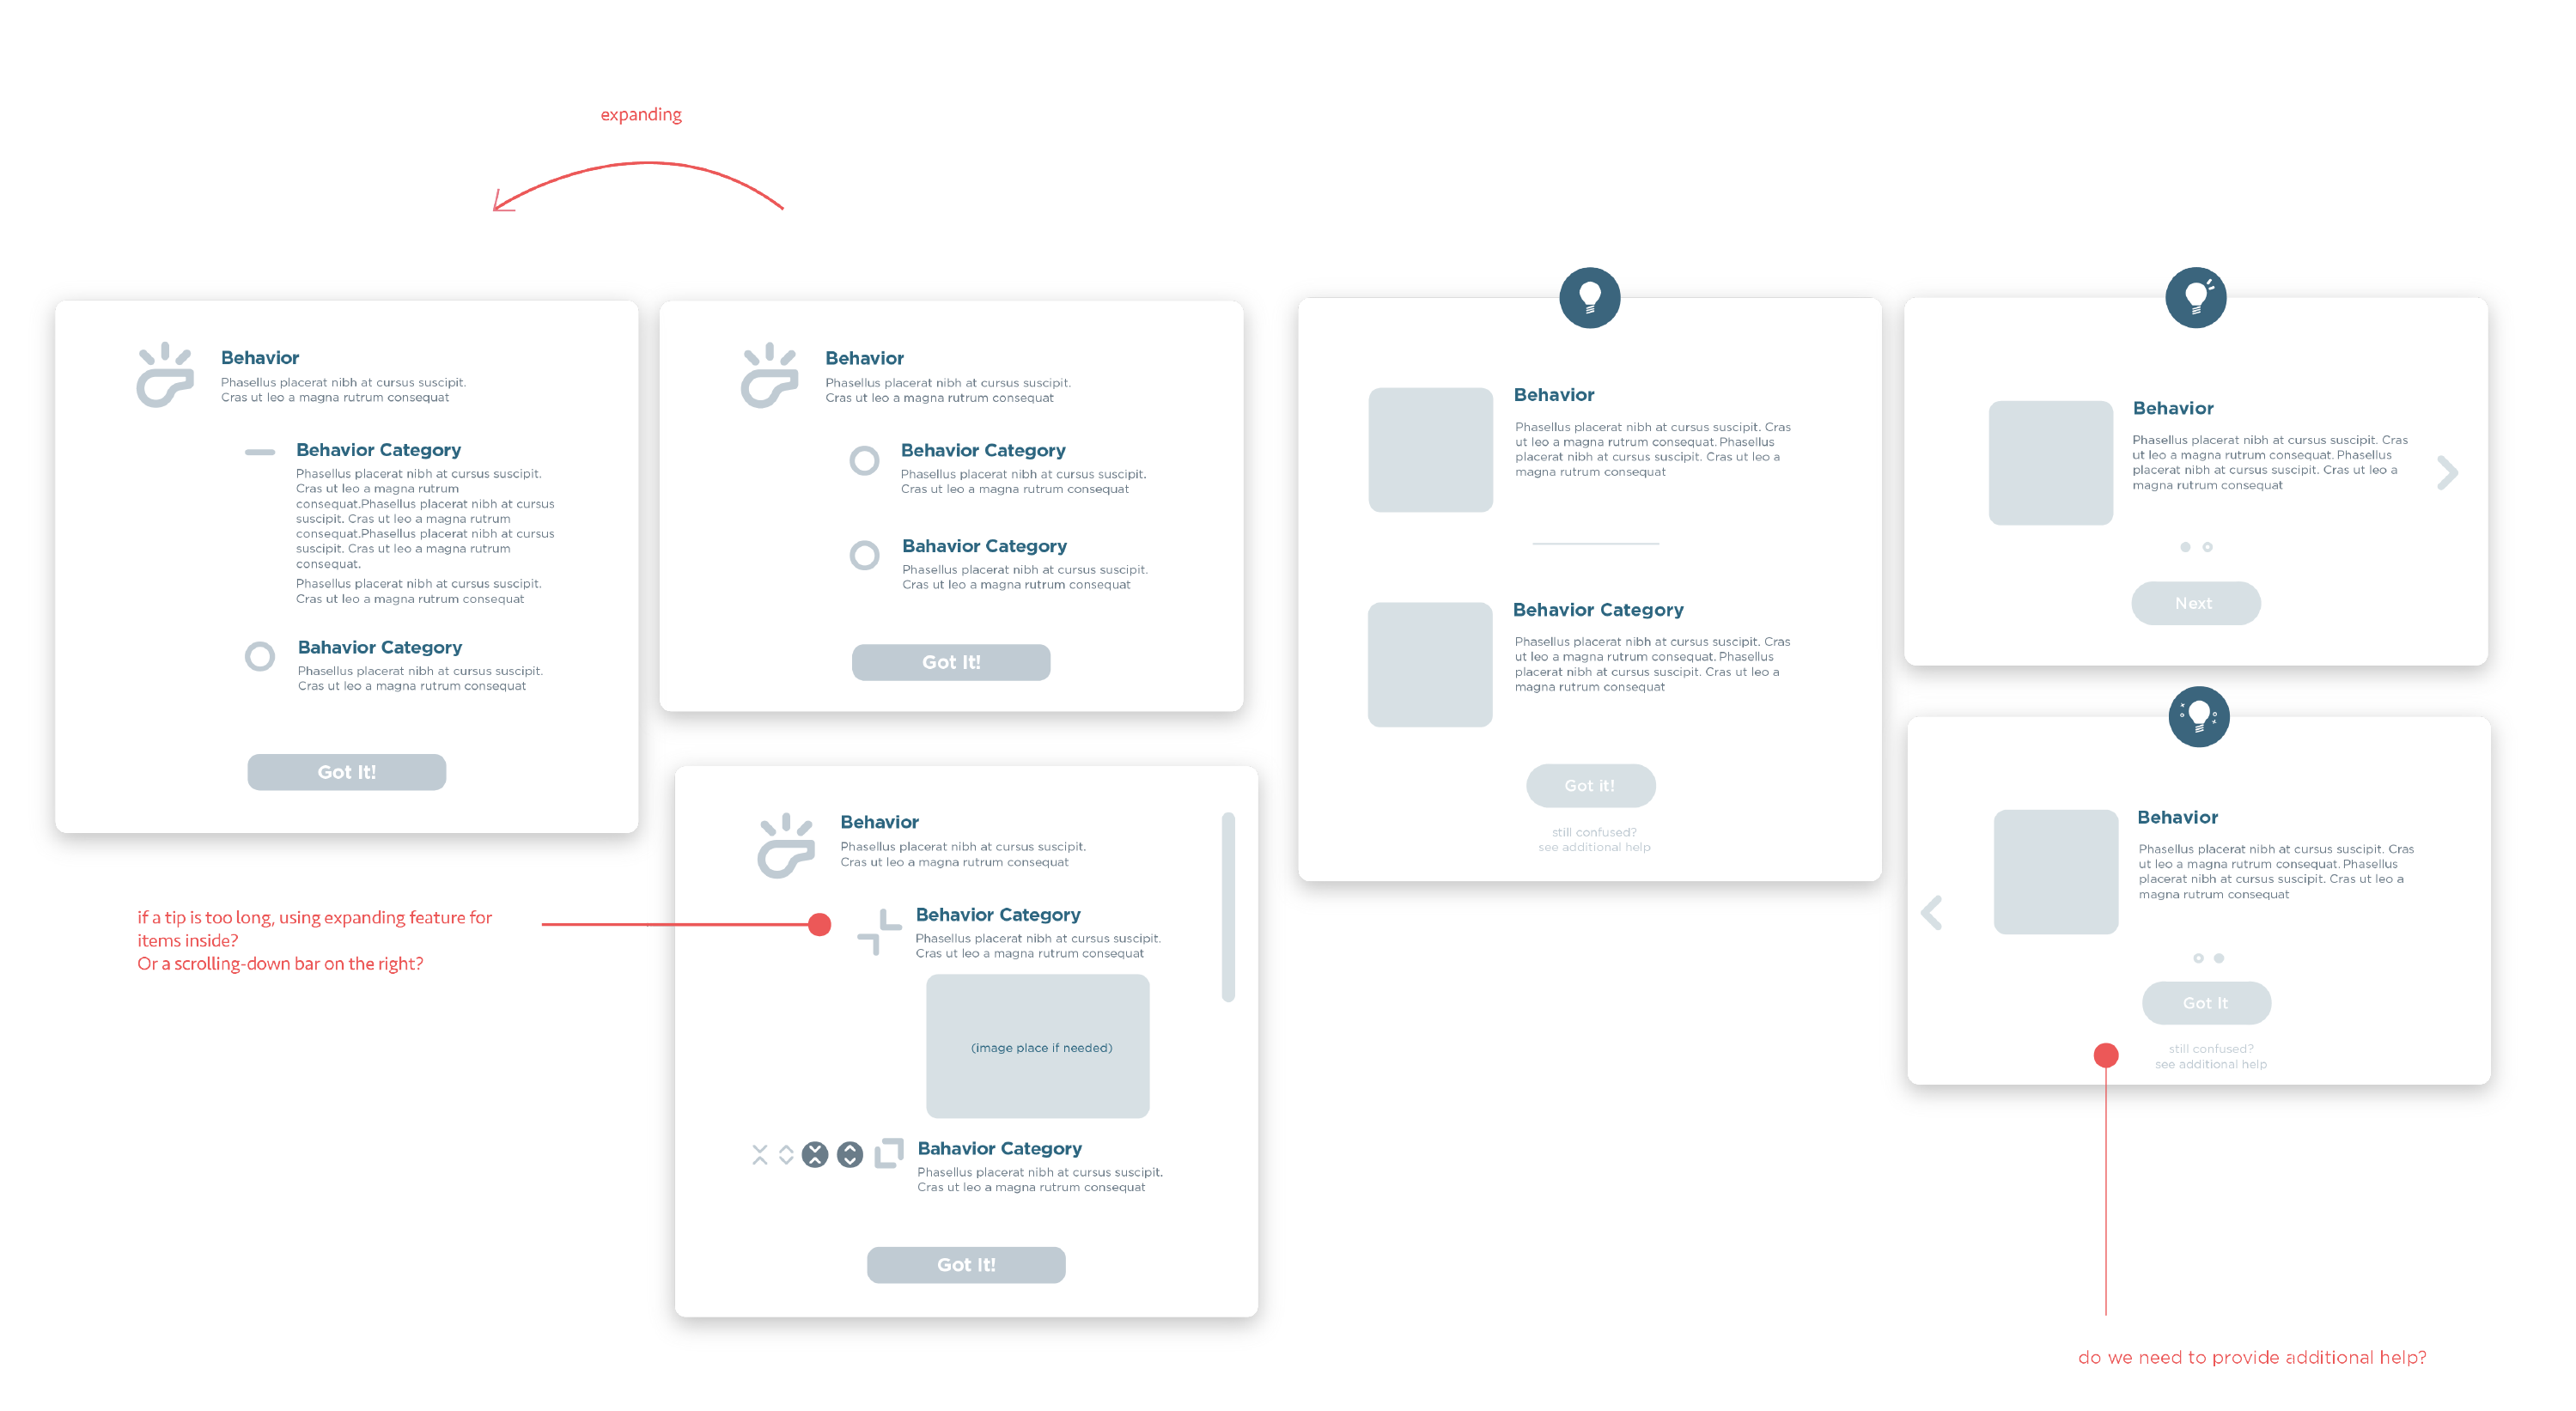 expanding
Behavior
Phasellus placerat nibh at cursus suscipit.
Cras ut leo a magna rutrum consequat
Behavior Category
Phasellus placerat nibh at cursus suscipit.
Cras ut leo a magna rutrum
consequat.Phasellus placerat nibh at cursus
suscipit. Cras ut leo a magna rutrum
consequat.Phasellus placerat nibh at cursus
suscipit. Cras ut leo a magna rutrum
consequat.
Phasellus placerat nibh at cursus suscipit.
Cras ut leo a magna rutrum consequat
Bahavior Category
Phasellus placerat nibh at cursus suscipit.
Cras ut leo a magna rutrum consequat
Got It!
Behavior
Phasellus placerat nibh at cursus suscipit.
Cras ut leo a magna rutrum consequat
Behavior Category
Phasellus placerat nibh at cursus suscipit.
Cras ut leo a magna rutrum consequat
Bahavior Category
Phasellus placerat nibh at cursus suscipit.
Cras ut leo a magna rutrum consequat
Got It!
if a tip is too long, using expanding feature for
items inside?
Or a scrolling-down bar on the right?
Behavior
Phasellus placerat nibh at cursus suscipit.
Cras ut leo a magna rutrum consequat
Behavior Category
Phasellus placerat nibh at cursus suscipit.
Cras ut leo a magna rutrum consequat
(image place if needed)
Bahavior Category
Phasellus placerat nibh at cursus suscipit.
Cras ut leo a magna rutrum consequat
Got It!
Behavior
Phasellus placerat nibh at cursus suscipit. Cras
ut leo a magna rutrum consequat. Phasellus
placerat nibh at cursus suscipit. Cras ut leo a
magna rutrum consequat
Behavior Category
Phasellus placerat nibh at cursus suscipit. Cras
ut leo a magna rutrum consequat. Phasellus
placerat nibh at cursus suscipit. Cras ut leo a
magna rutrum consequat
Got it!
still confused?
see additional help
Behavior
Phasellus placerat nibh at cursus suscipit. Cras
ut leo a magna rutrum consequat. Phasellus
placerat nibh at cursus suscipit. Cras ut leo a
magna rutrum consequat
Next
Behavior
Phasellus placerat nibh at cursus suscipit. Cras
ut leo a magna rutrum consequat. Phasellus
placerat nibh at cursus suscipit. Cras ut leo a
magna rutrum consequat
Got It
still confused?
see additional help
do we need to provide additional help?